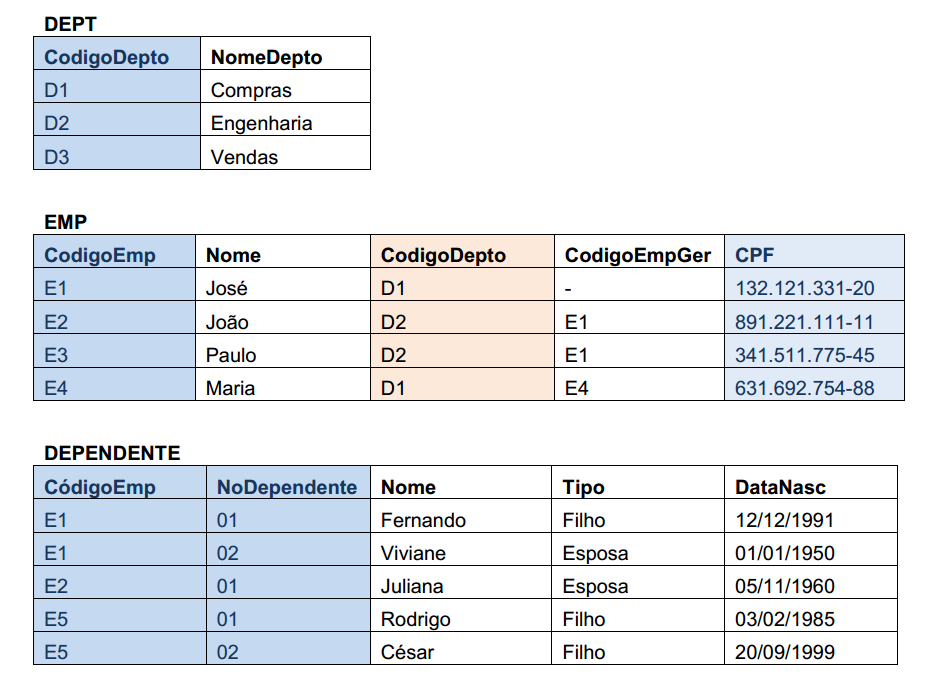 DEPT
CodigoDepto NomeDepto
D1 Compras
D2 Engenharia
D3 Vendas
EMP
CodigoEmp Nome CodigoDepto CodigoEmpGer CPF
E1 José D1 - 132.121.331-20
E2 João D2 E1 891.221.111-11
E3 Paulo D2 E1 341.511.775-45
E4 Maria D1 E4 631.692.754-88
DEPENDENTE
CódigoEmp NoDependente Nome Tipo DataNasc
E1 01 Fernando Filho 12/12/1991
E1 02 Viviane Esposa 01/01/1950
E2 01 Juliana Esposa 05/11/1960
E5 01 Rodrigo Filho 03/02/1985
E5 02 César Filho 20/09/1999